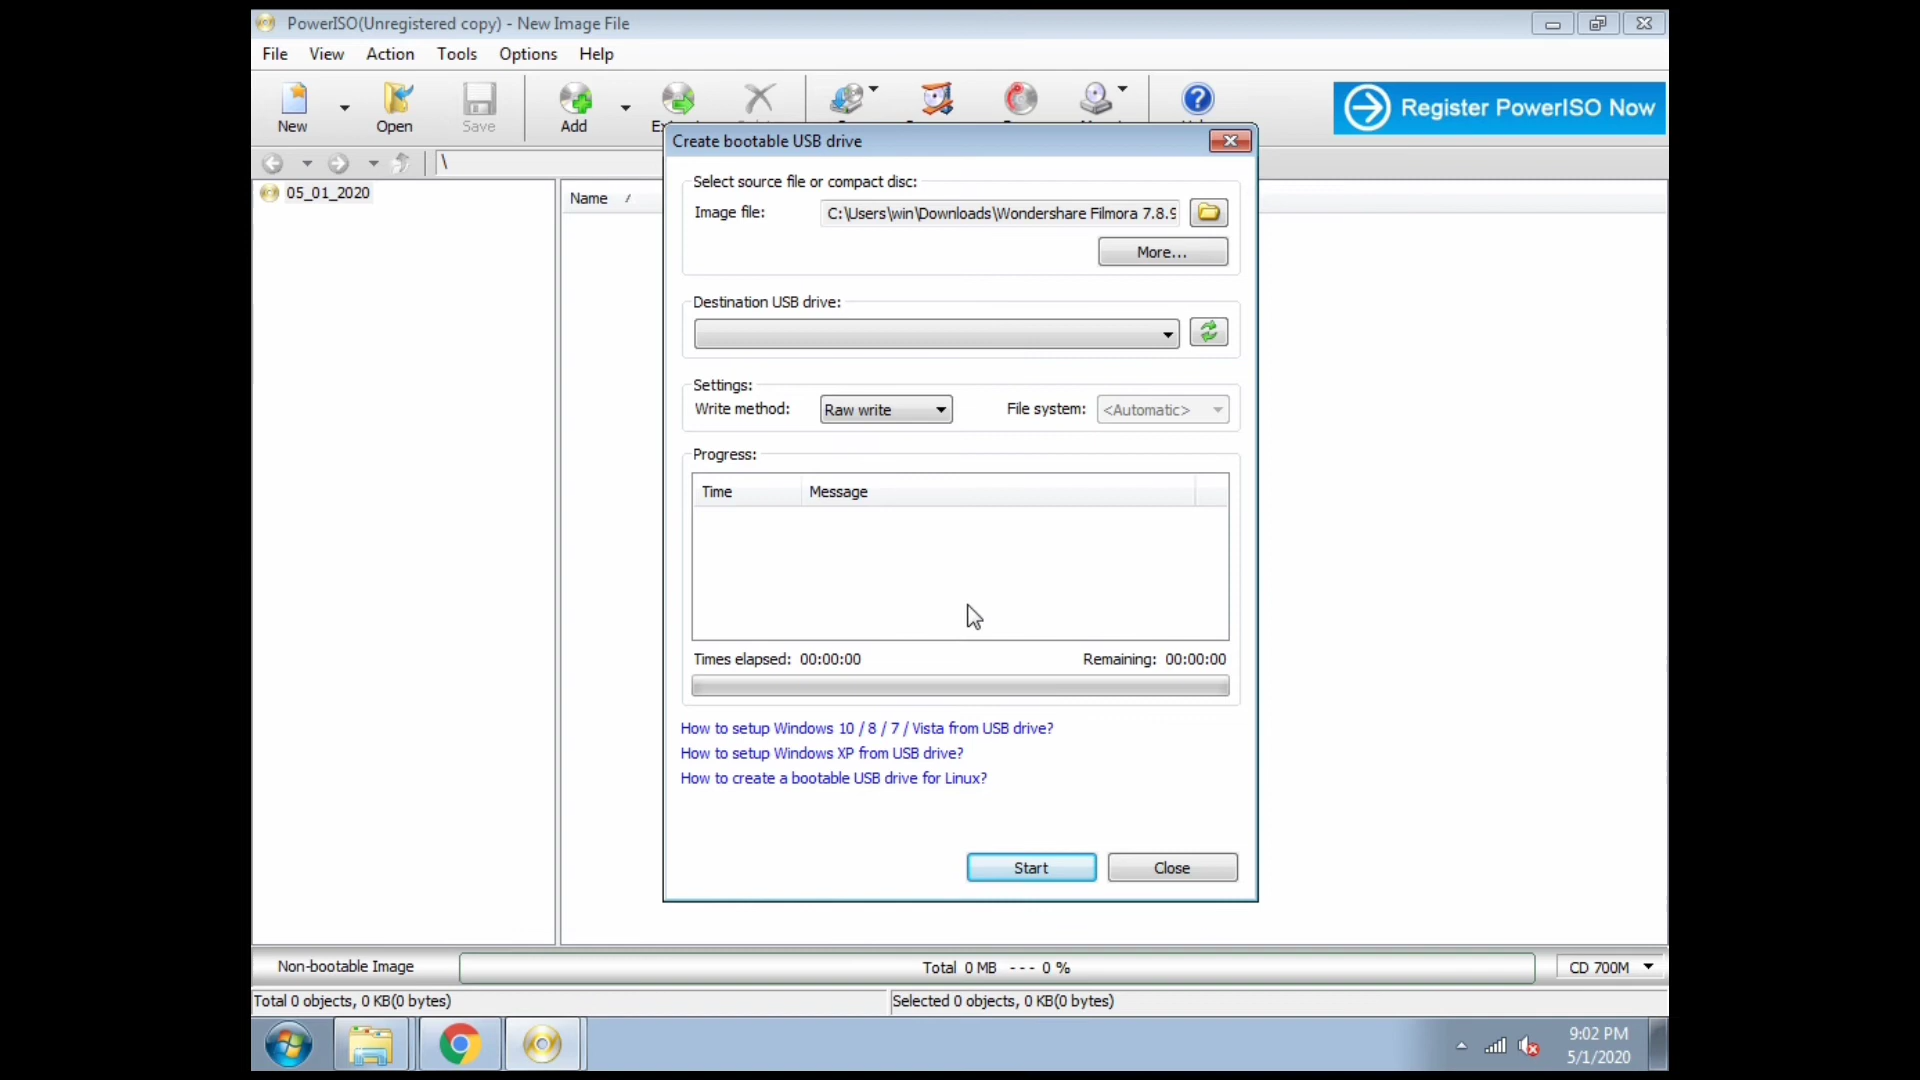 PowerISO(Unregistered copy) - New Image File
File View Action Tools Options Help
New Open Save Add
Register PowerISO Now
\
05_01_2020
Name
Create bootable USB drive
Select source file or compact disc:
Image file: C:\Users\win\Downloads\Wondershare Filmora 7.8.9
More...
Destination USB drive:
Settings:
Write method: Raw write File system: <Automatic>
Progress:
Time Message
Times elapsed: 00:00:00 Remaining: 00:00:00
How to setup Windows 10 / 8 / 7 / Vista from USB drive?
How to setup Windows XP from USB drive?
How to create a bootable USB drive for Linux?
Start Close
Non-bootable Image Total 0 MB --- 0 % CD 700M
Total 0 objects, 0 KB(0 bytes) Selected 0 objects, 0 KB(0 bytes)
9:02 PM
5/1/2020